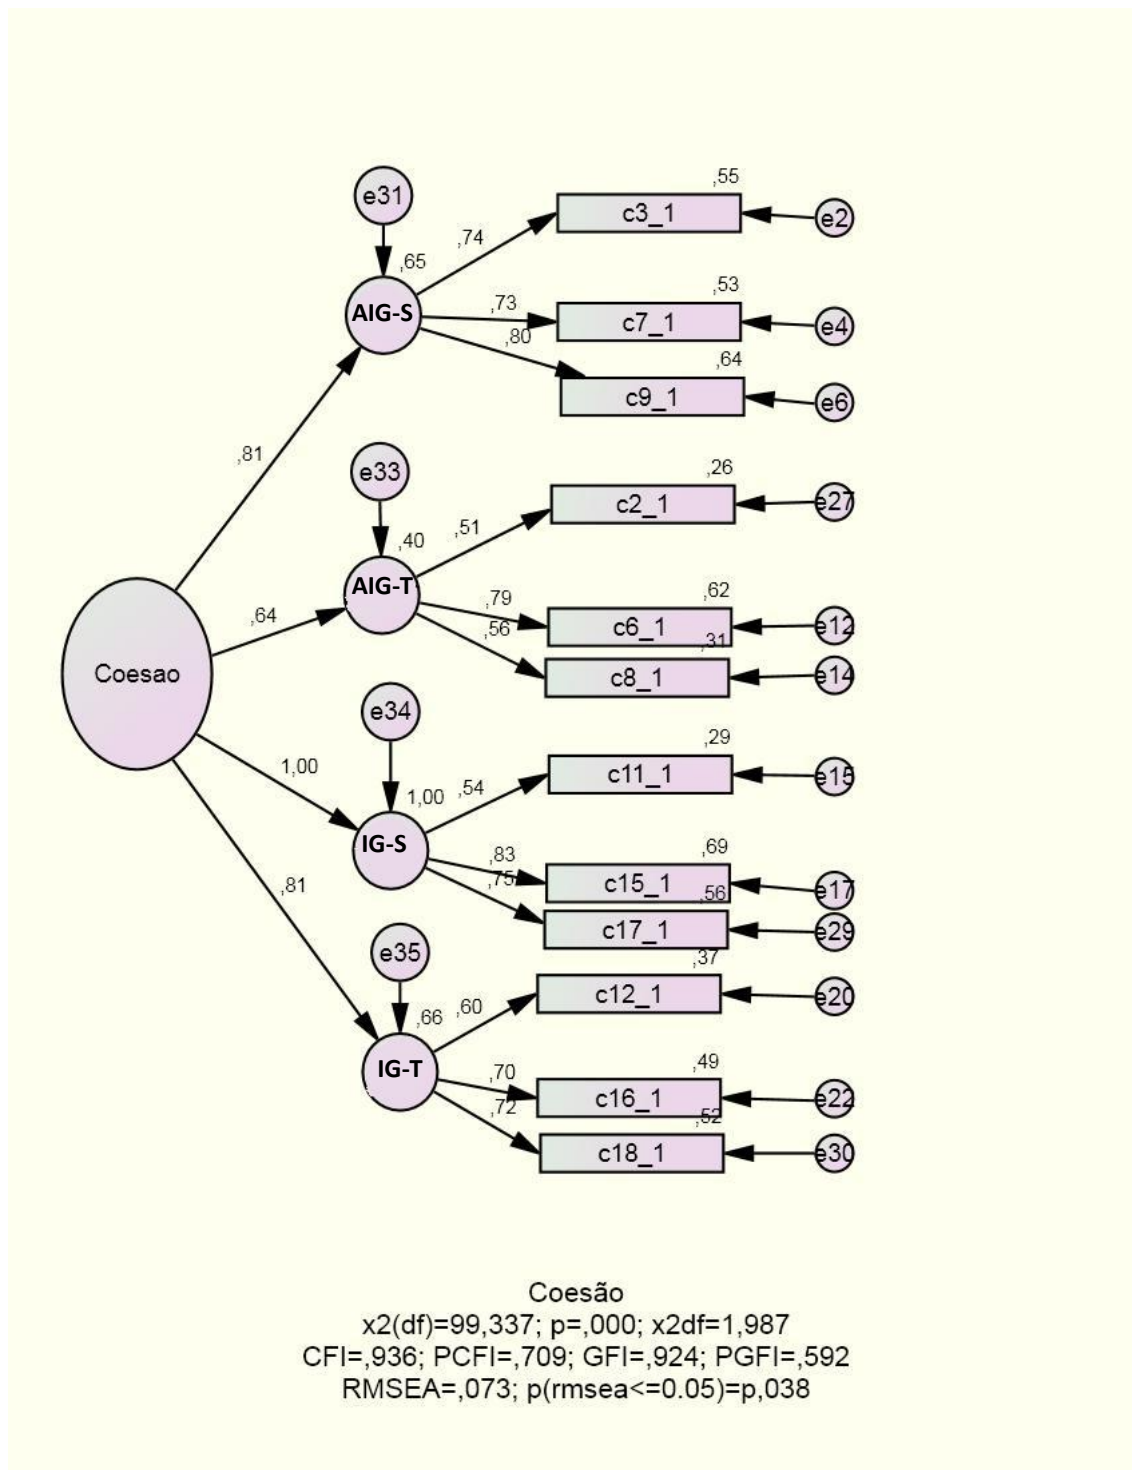 e31
,55
c3_1
e2
,74
,65
AIG-S
,73
,53
c7_1
e4
,80
,64
c9_1
e6
,81
e33
,26
c2_1
e27
,51
,40
AIG-T
,79
,62
c6_1
e12
,64
,56
,31
c8_1
e14
Coesao
e34
,29
c11_1
e15
1,00
1,00
,54
IG-S
,83
,69
c15_1
e17
,75
,56
c17_1
e29
,81
e35
,37
c12_1
e20
,66
,60
IG-T
,70
,49
c16_1
e22
,72
,52
c18_1
e30
Coesão
x2(df)=99,337; p=,000; x2df=1,987
CFI=,936; PCFI=,709; GFI=,924; PGFI=,592
RMSEA=,073; p(rmsea<=0.05)=p,038